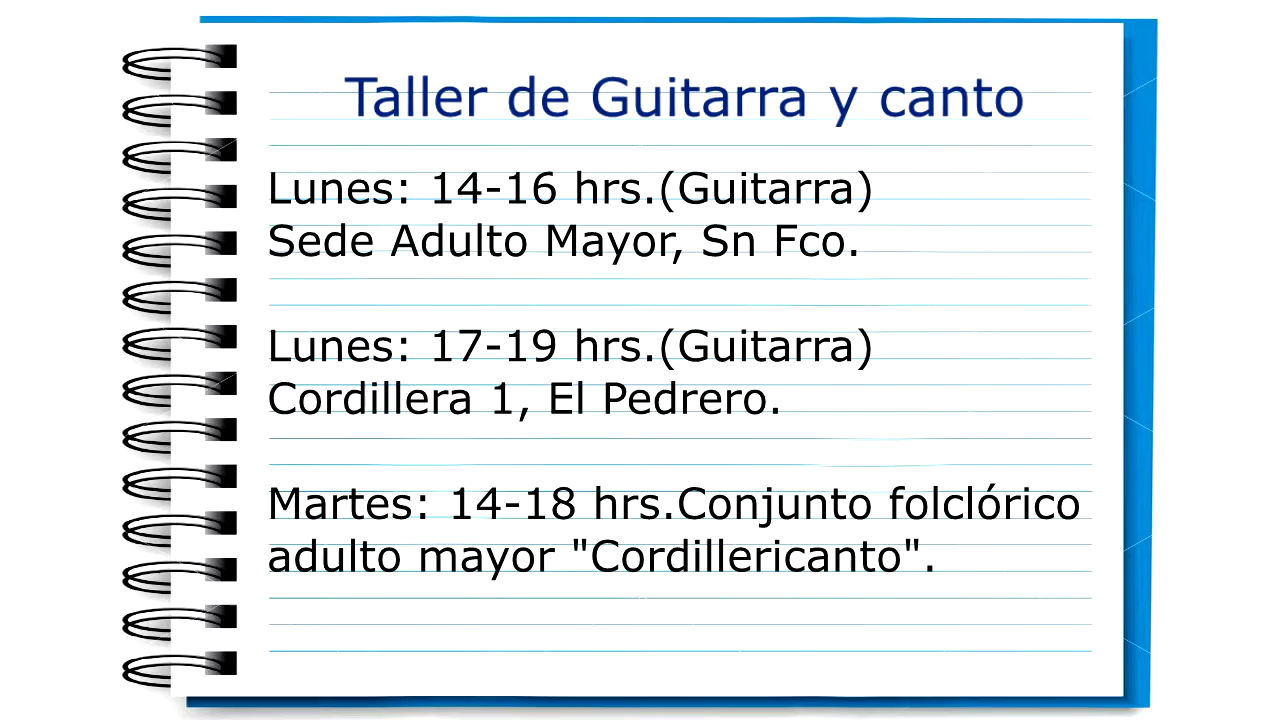 Taller de Guitarra y canto
Lunes: 14-16 hrs.(Guitarra)
Sede Adulto Mayor, Sn Fco.
Lunes: 17-19 hrs.(Guitarra)
Cordillera 1, El Pedrero.
Martes: 14-18 hrs.Conjunto folclórico
adulto mayor "Cordillericanto".